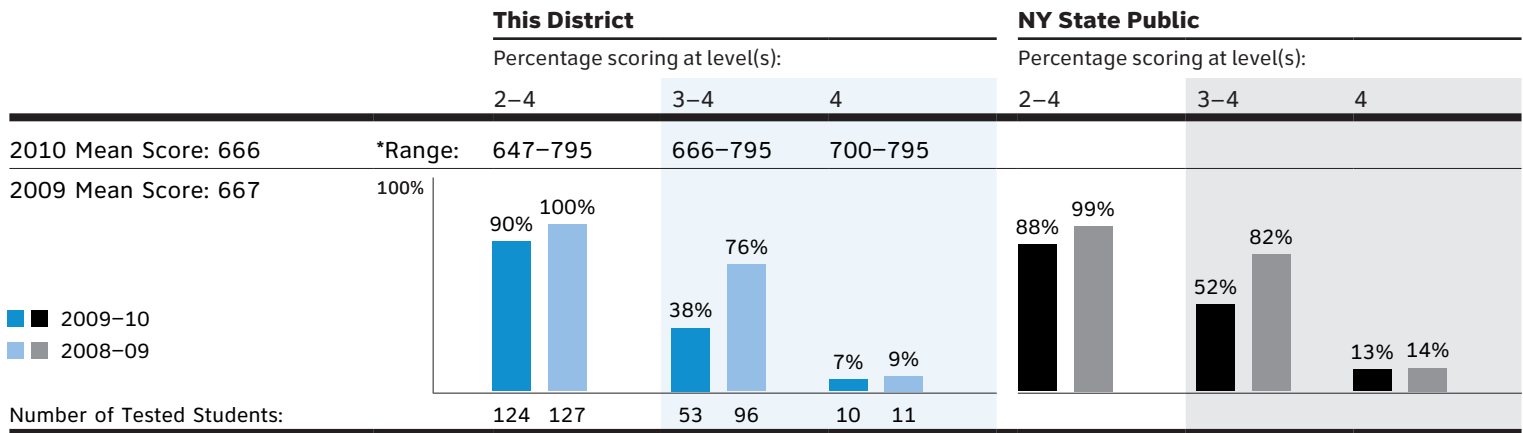 This District NY State Public
Percentage scoring at level(s): Percentage scoring at level(s):
2–4 3–4 4 2–4 3–4 4
2010 Mean Score: 666 *Range: 647–795 666–795 700–795
2009 Mean Score: 667 100%
90% 100% 38% 76% 7% 9% 88% 99% 52% 82% 13% 14%
2009–10
2008–09
Number of Tested Students: 124 127 53 96 10 11